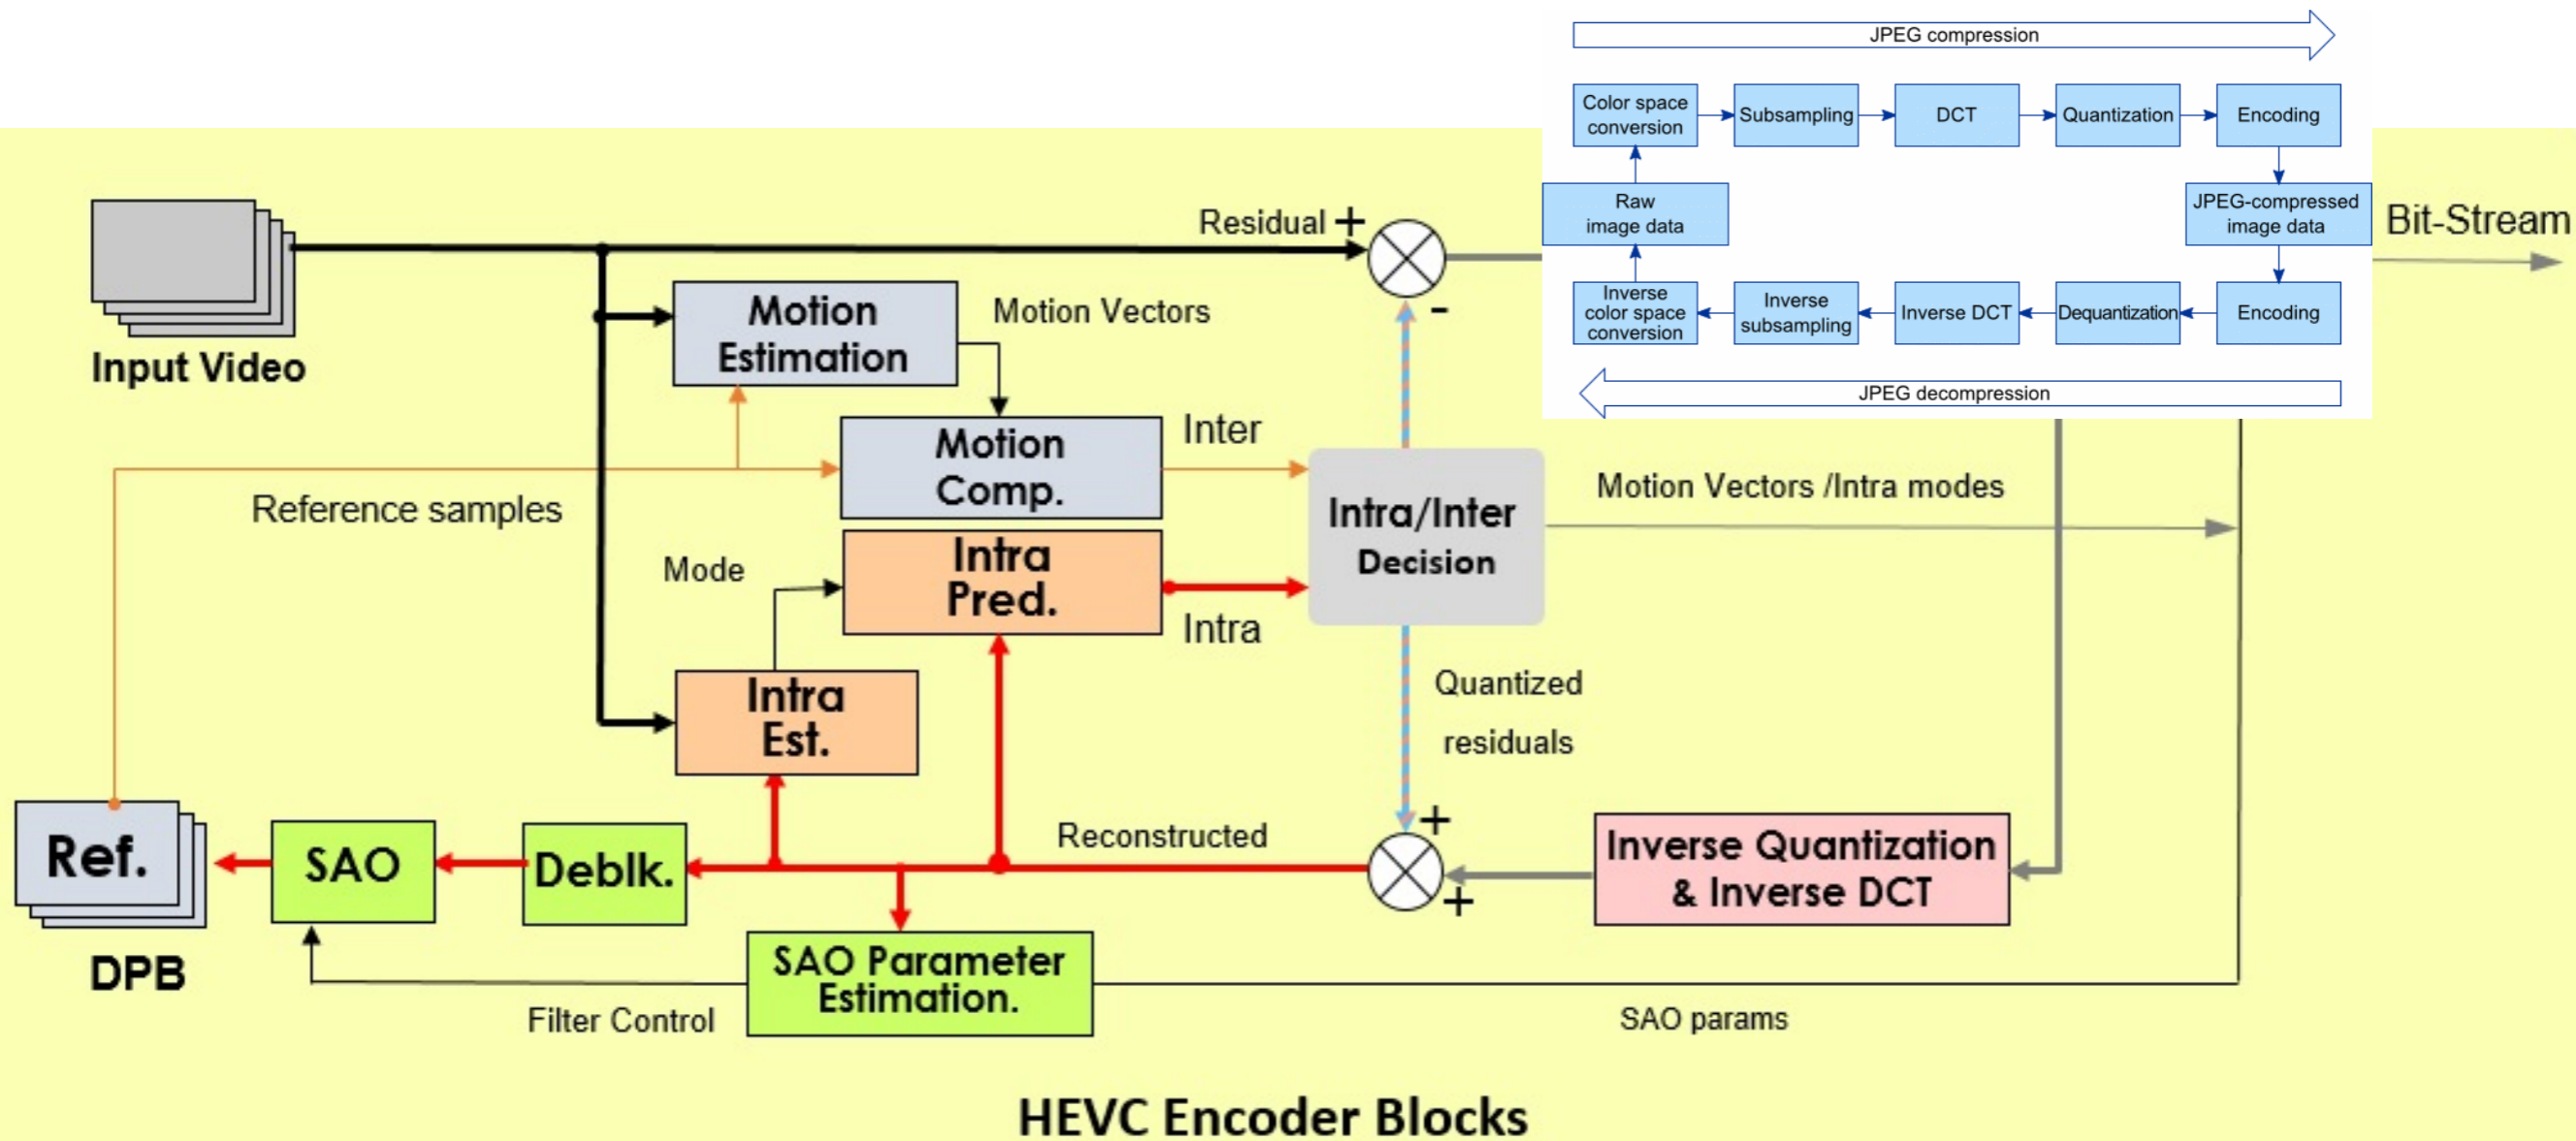 JPEG compression
Color space
conversion
Subsampling
DCT
Quantization
Encoding
Raw
image data
JPEG-compressed
image data
Inverse
color space
conversion
Inverse
subsampling
Inverse DCT
Dequantization
Encoding
JPEG decompression
Bit-Stream
Residual +
-
Input Video
Motion
Estimation
Motion Vectors
Motion
Comp.
Inter
Reference samples
Intra/Inter
Decision
Motion Vectors /Intra modes
Mode
Intra
Pred.
Intra
Intra
Est.
Quantized
residuals
Ref.
DPB
SAO
Deblk.
Reconstructed
+
+
Inverse Quantization
& Inverse DCT
SAO Parameter
Estimation.
Filter Control
SAO params
HEVC Encoder Blocks